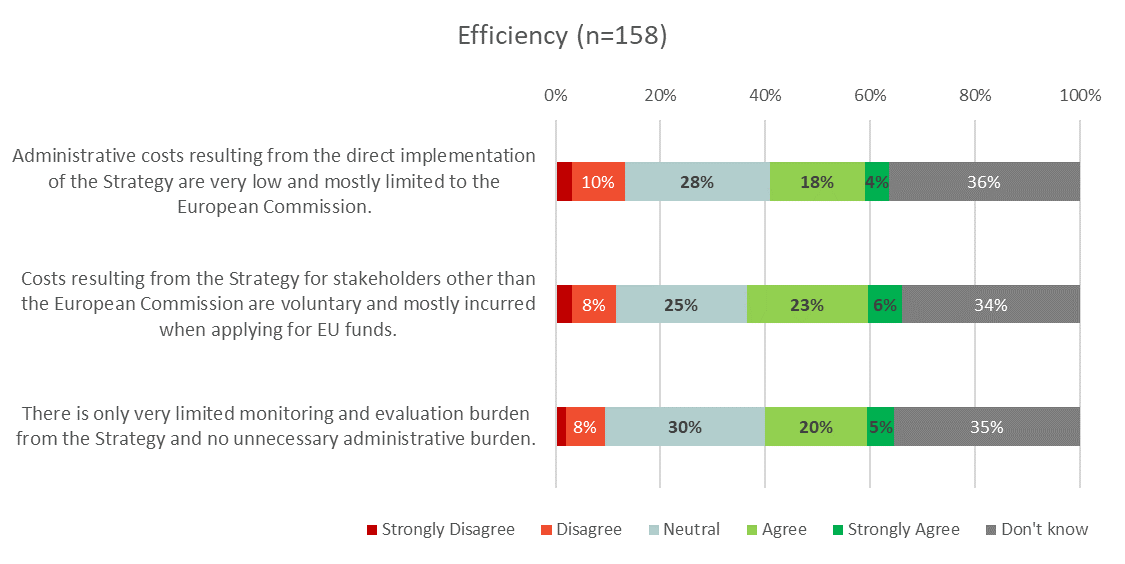 Efficiency (n=158)
0% 20% 40% 60% 80% 100%
Administrative costs resulting from the direct implementation
of the Strategy are very low and mostly limited to the
European Commission.
10% 28% 18% 4% 36%
Costs resulting from the Strategy for stakeholders other than
the European Commission are voluntary and mostly incurred
when applying for EU funds.
8% 25% 23% 6% 34%
There is only very limited monitoring and evaluation burden
from the Strategy and no unnecessary administrative burden.
8% 30% 20% 5% 35%
Strongly Disagree Disagree Neutral Agree Strongly Agree Don't know